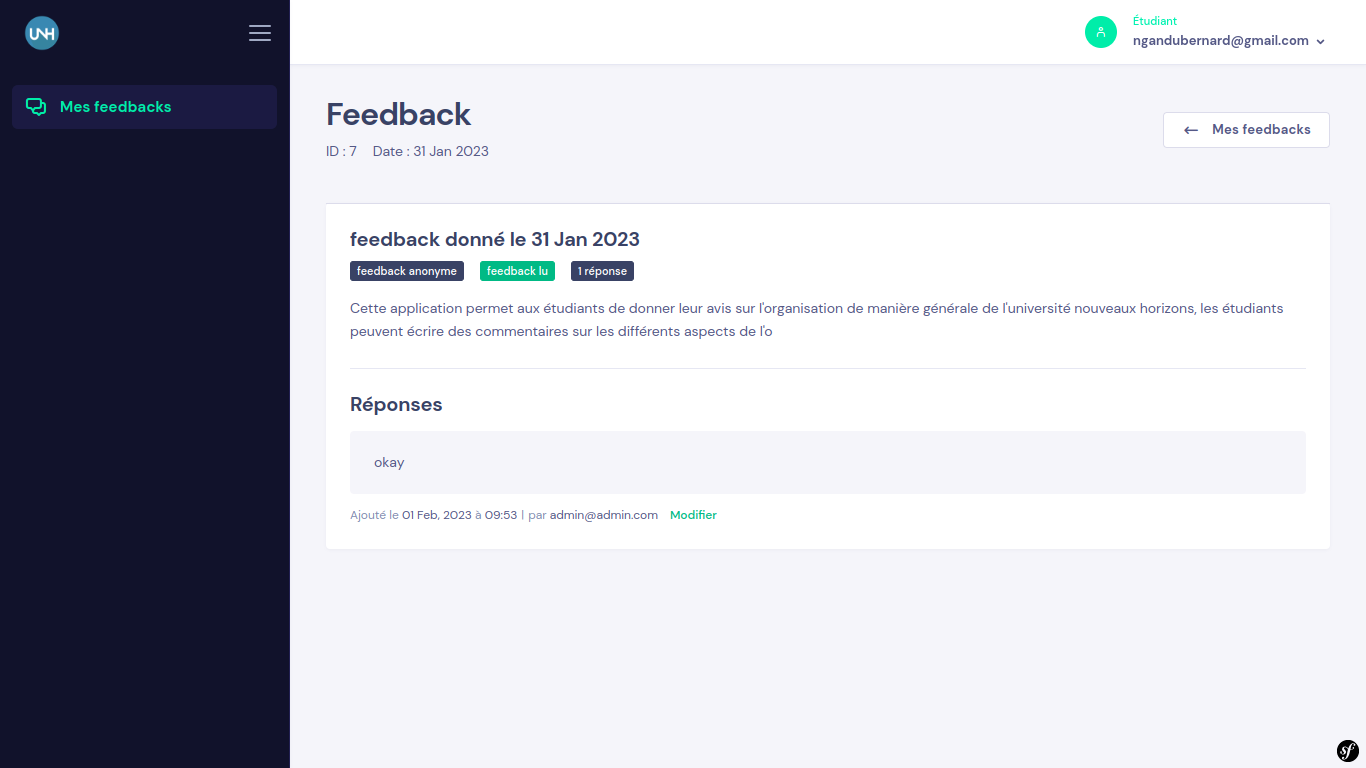 UNH
Étudiant
ngandubernard@gmail.com
Mes feedbacks
Feedback
ID : 7 Date : 31 Jan 2023
Mes feedbacks
feedback donné le 31 Jan 2023
feedback anonyme feedback lu 1 réponse
Cette application permet aux étudiants de donner leur avis sur l'organisation de manière générale de l'université nouveaux horizons, les étudiants
peuvent écrire des commentaires sur les différents aspects de l'o
Réponses
okay
Ajouté le 01 Feb, 2023 à 09:53 | par admin@admin.com Modifier
sf